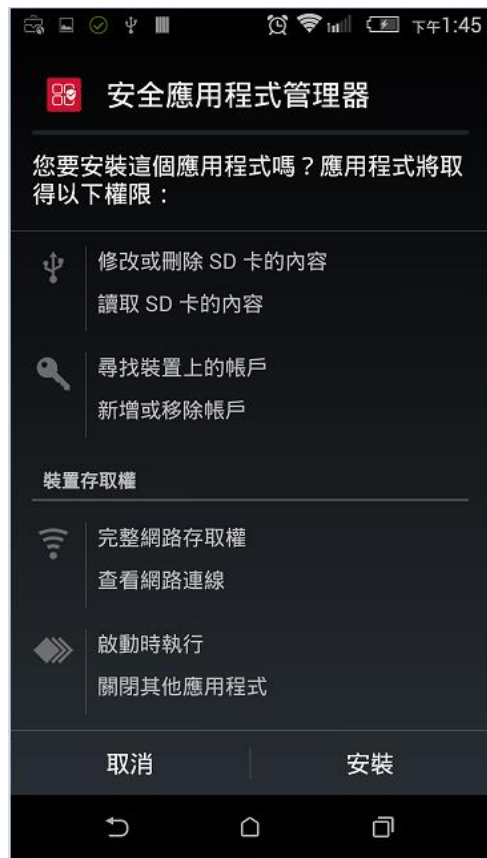 下午1:45
安全應用程式管理器
您要安裝這個應用程式嗎？應用程式將取
得以下權限：
修改或刪除 SD 卡的內容
讀取 SD 卡的內容
尋找裝置上的帳戶
新增或移除帳戶
裝置存取權
完整網路存取權
查看網路連線
啟動時執行
關閉其他應用程式
取消
安裝